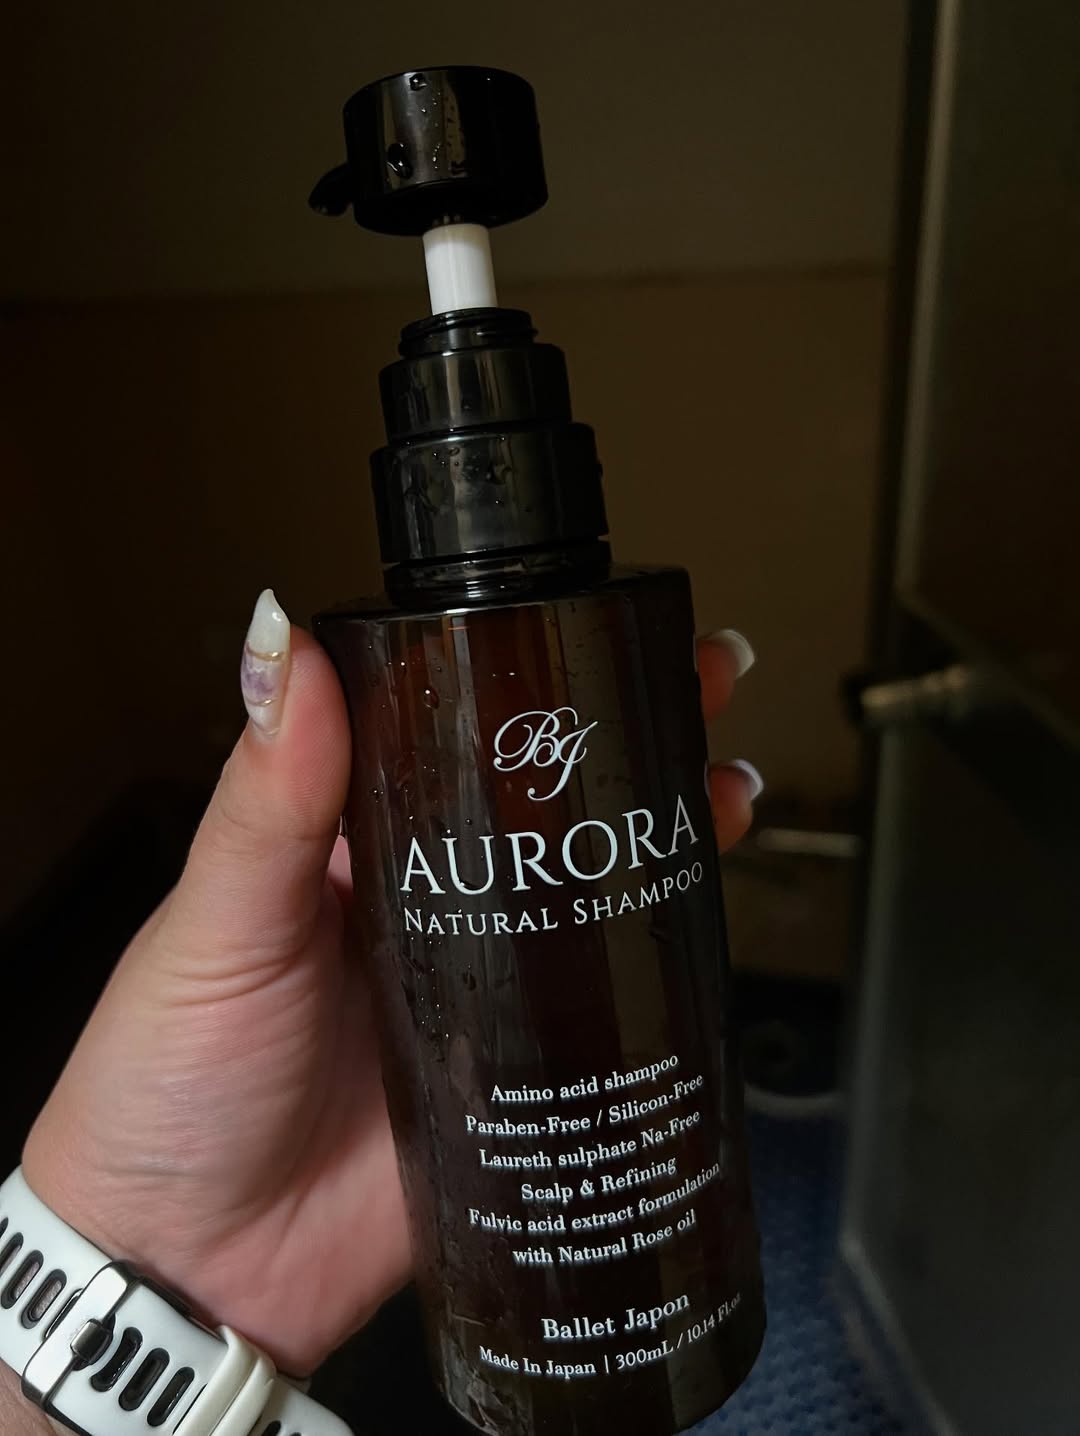 BJ
AURORA
NATURAL SHAMPOO
Amino acid shampoo
Paraben-Free / Silicon-Free
Laureth sulphate Na-Free
Scalp & Refining
Fulvic acid extract formulation
with Natural Rose oil
Ballet Japon
Made In Japan | 300mL / 10.14 Fl.oz